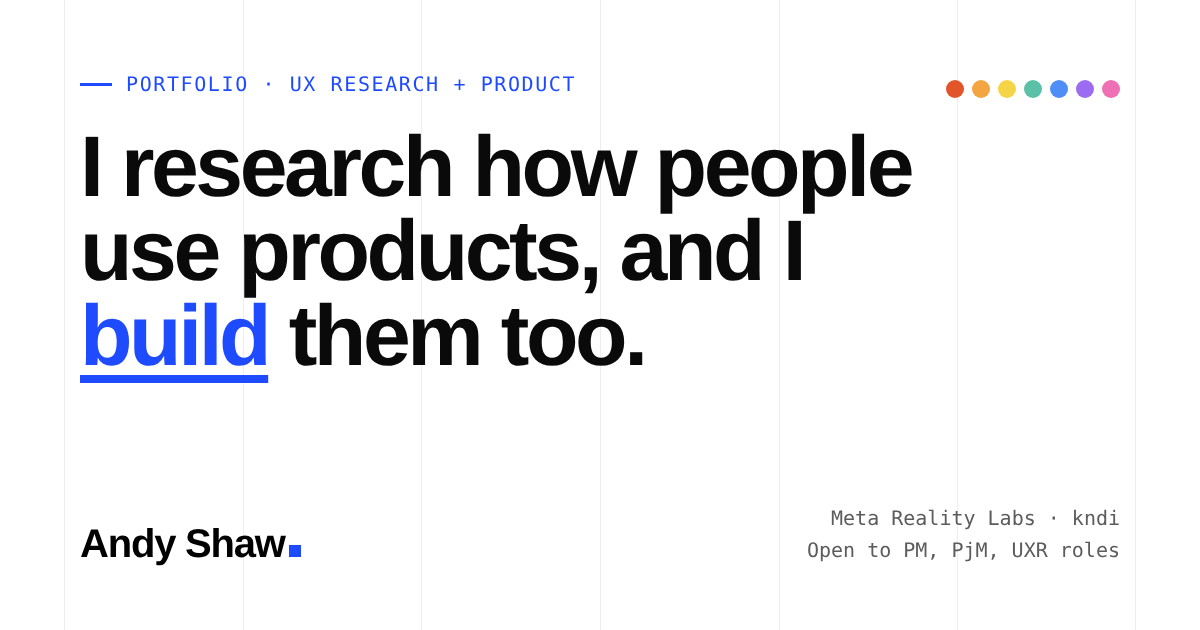 PORTFOLIO · UX RESEARCH + PRODUCT
I research how people
use products, and I
build them too.
Andy Shaw
Meta Reality Labs · kndi
Open to PM, PjM, UXR roles